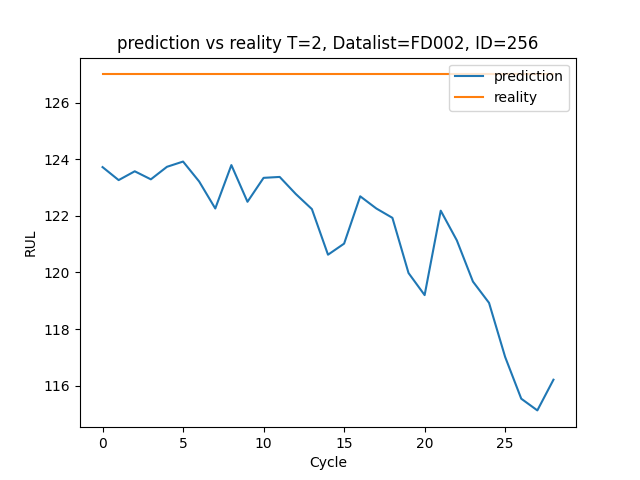 prediction vs reality T=2, Datalist=FD002, ID=256
prediction
reality
126
124
122
120
118
116
RUL
0 5 10 15 20 25
Cycle